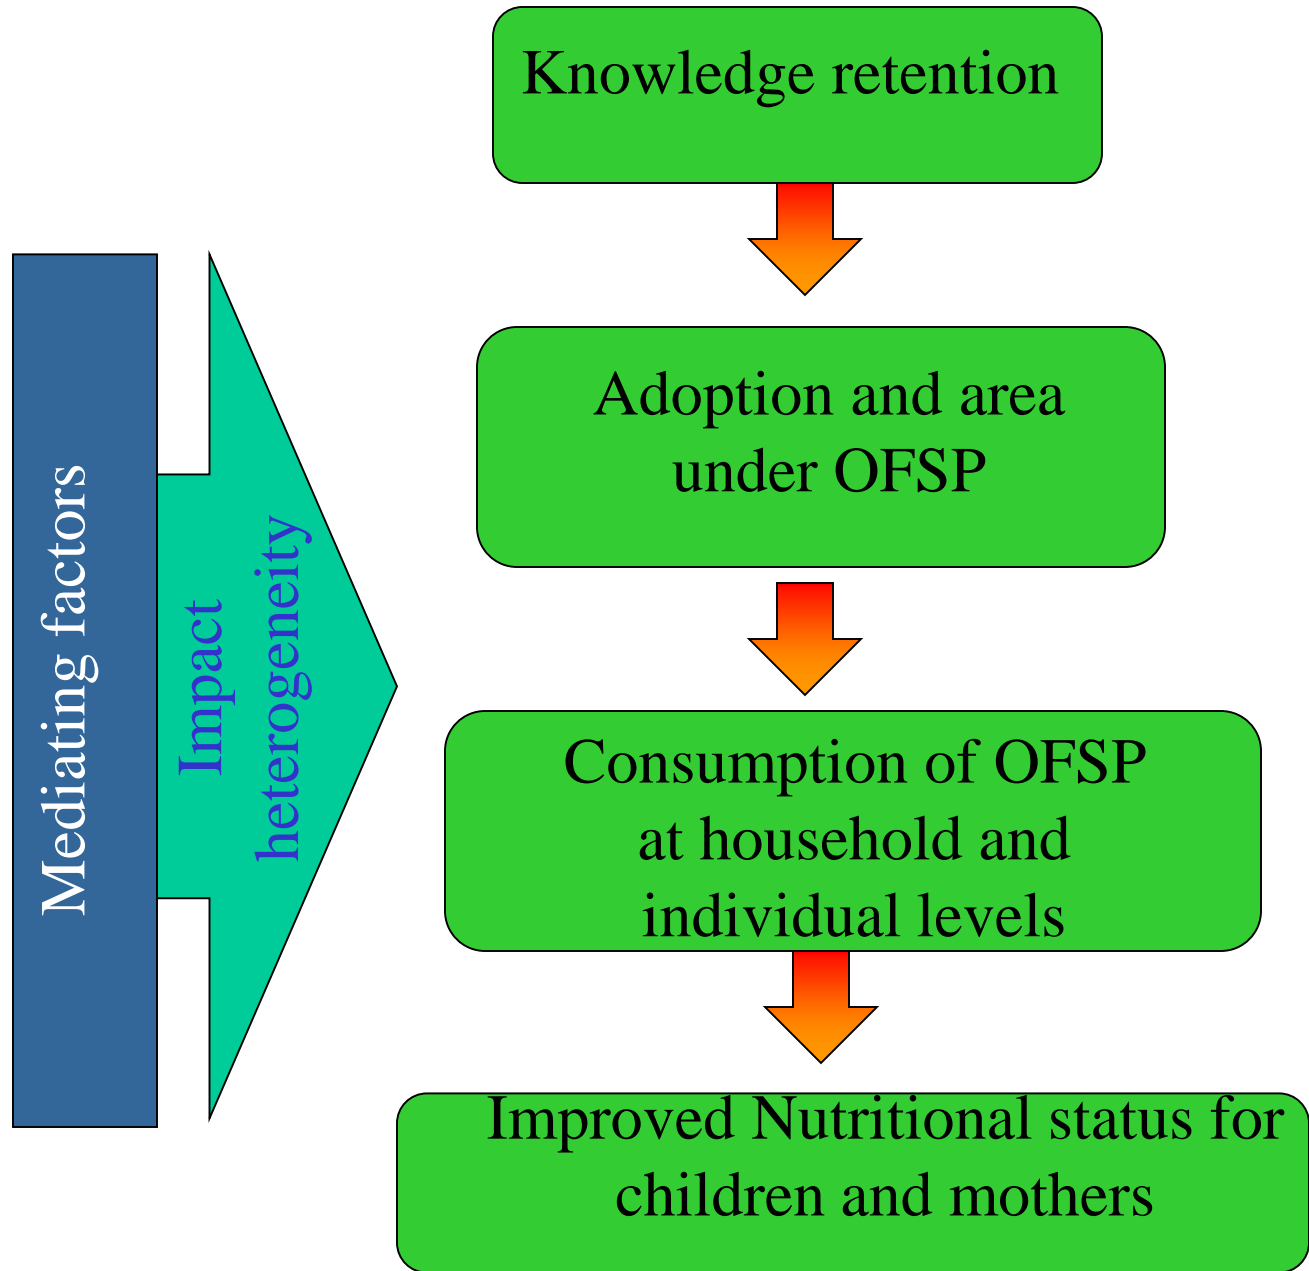 Knowledge retention
Mediating factors
Impact
heterogeneity
Adoption and area
under OFSP
Consumption of OFSP
at household and
individual levels
Improved Nutritional status for
children and mothers